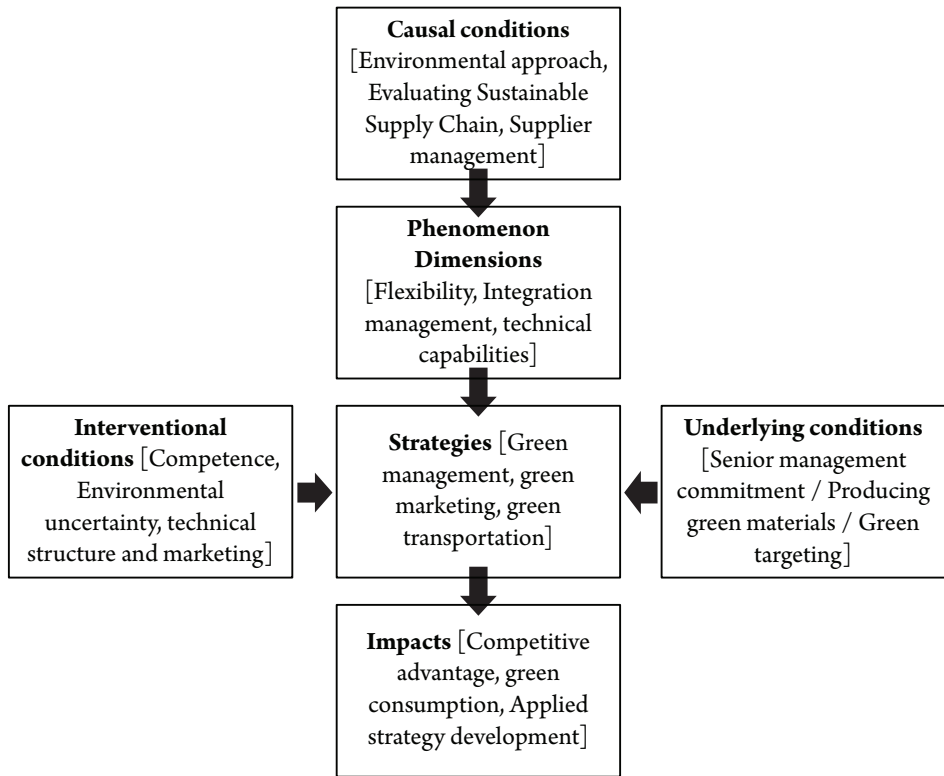 Causal conditions
[Environmental approach,
Evaluating Sustainable
Supply Chain, Supplier
management]
Phenomenon
Dimensions
[Flexibility, Integration
management, technical
capabilities]
Interventional
conditions [Competence,
Environmental
uncertainty, technical
structure and marketing]
Strategies [Green
management, green
marketing, green
transportation]
Underlying conditions
[Senior management
commitment / Producing
green materials / Green
targeting]
Impacts [Competitive
advantage, green
consumption, Applied
strategy development]